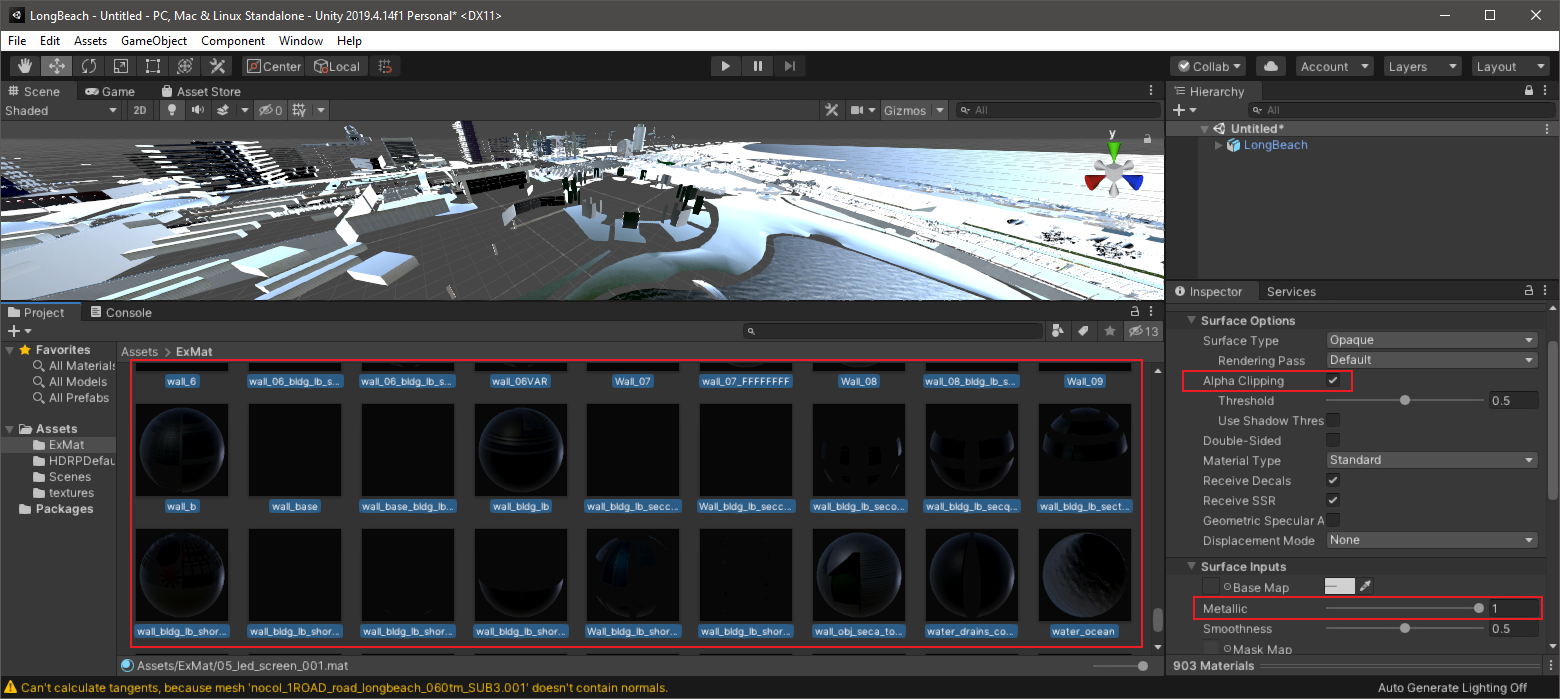 LongBeach - Untitled - PC, Mac & Linux Standalone - Unity 2019.4.14f1 Personal* <DX11>
File Edit Assets GameObject Component Window Help
Center Local Collab Account Layers Layout
Scene Game Asset Store
Shaded 2D 0 Gizmos All
y
Hierarchy
All
Untitled*
LongBeach
Project Console
13
Favorites
All Materials
All Models
All Prefabs
Assets
ExMat
HDRPDefau
Scenes
textures
Packages
Assets > ExMat
wall_6 wall_06_bldg_lb_s... wall_06_bldg_lb_s... wall_06VAR Wall_07 wall_07_FFFFFFFF Wall_08 wall_08_bldg_lb_s... Wall_09
wall_b wall_base wall_base_bldg_lb... wall_bldg_lb wall_bldg_lb_secc... Wall_bldg_lb_secc... wall_bldg_lb_seco... wall_bldg_lb_secq... wall_bldg_lb_sect...
wall_bldg_lb_shor... wall_bldg_lb_shor... wall_bldg_lb_shor... wall_bldg_lb_shor... Wall_bldg_lb_shor... wall_bldg_lb_shor... wall_obj_seca_to... water_drains_co... water_ocean
Assets/ExMat/05_led_screen_001.mat
Inspector Services
Surface Options
Surface Type Opaque
Rendering Pass Default
Alpha Clipping
Threshold 0.5
Use Shadow Thres
Double-Sided
Material Type Standard
Receive Decals
Receive SSR
Geometric Specular A
Displacement Mode None
Surface Inputs
Base Map
Metallic 1
Smoothness 0.5
Mask Map
903 Materials
Can't calculate tangents, because mesh 'nocol_1ROAD_road_longbeach_060tm_SUB3.001' doesn't contain normals.
Auto Generate Lighting Off